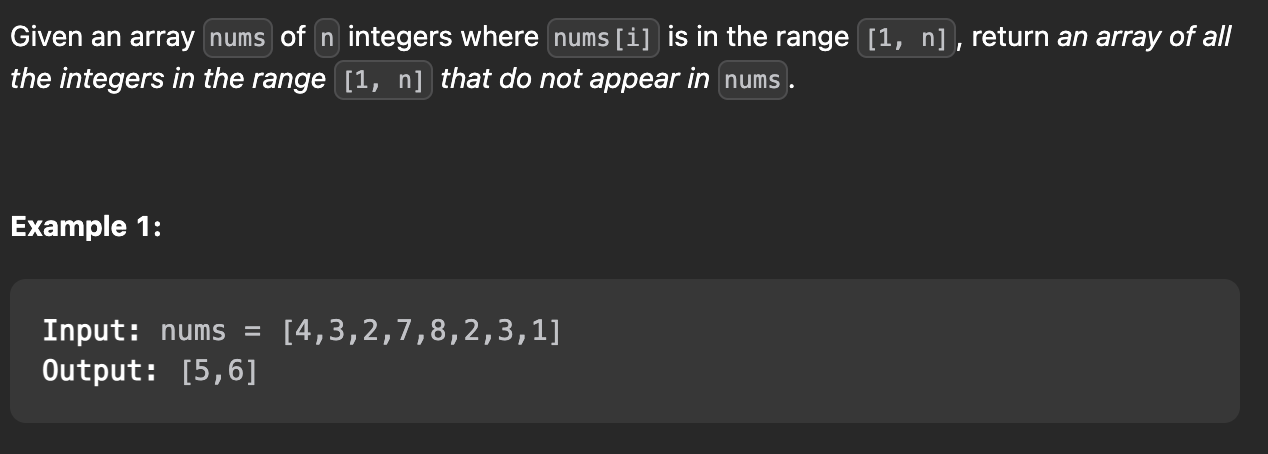 Given an array nums of n integers where nums[i] is in the range [1, n], return an array of all
the integers in the range [1, n] that do not appear in nums.
Example 1:
Input: nums = [4,3,2,7,8,2,3,1]
Output: [5,6]